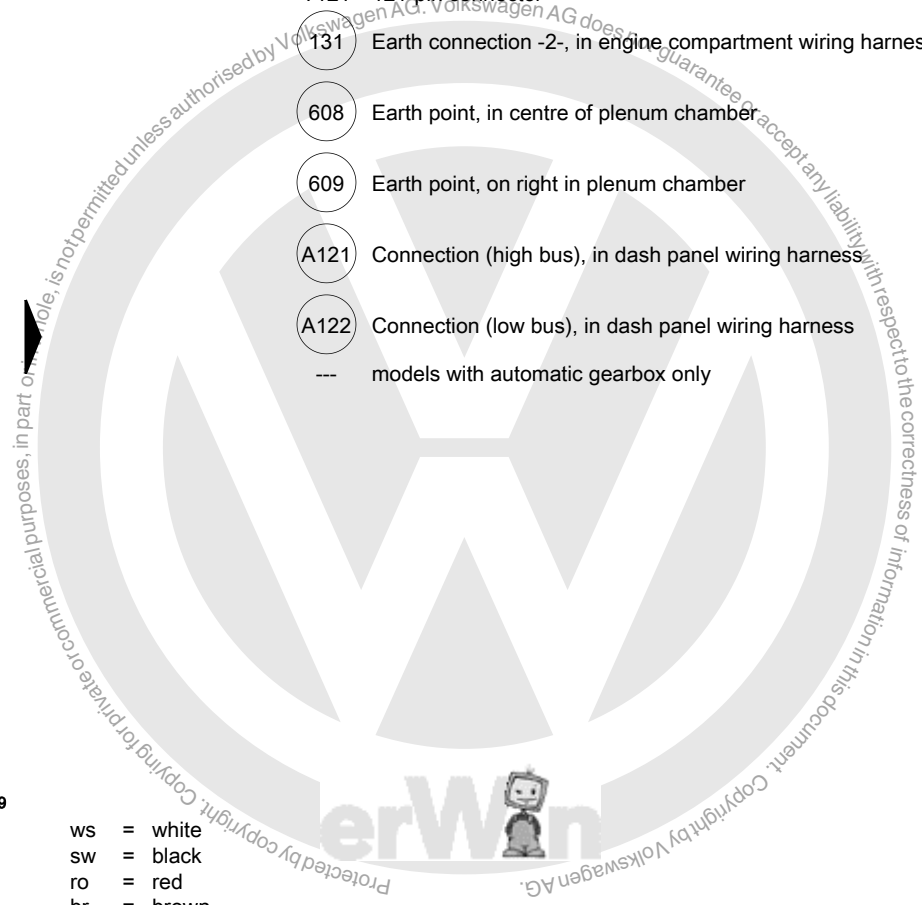 131 Earth connection -2-, in engine compartment wiring
608 Earth point, in centre of plenum chamber
609 Earth point, on right in plenum chamber
A121 Connection (high bus), in dash panel wiring harness
A122 Connection (low bus), in dash panel wiring harness
--- models with automatic gearbox only
9
ws = white
sw = black
ro = red
Protected by copyright. Copying for private or commercial purposes, in part or in whole, is not permitted unless authorised by Volkswagen AG. Volkswagen AG does not guarantee or accept any liability with respect to the correctness of information in this document. Copyright by Volkswagen AG.
erWin